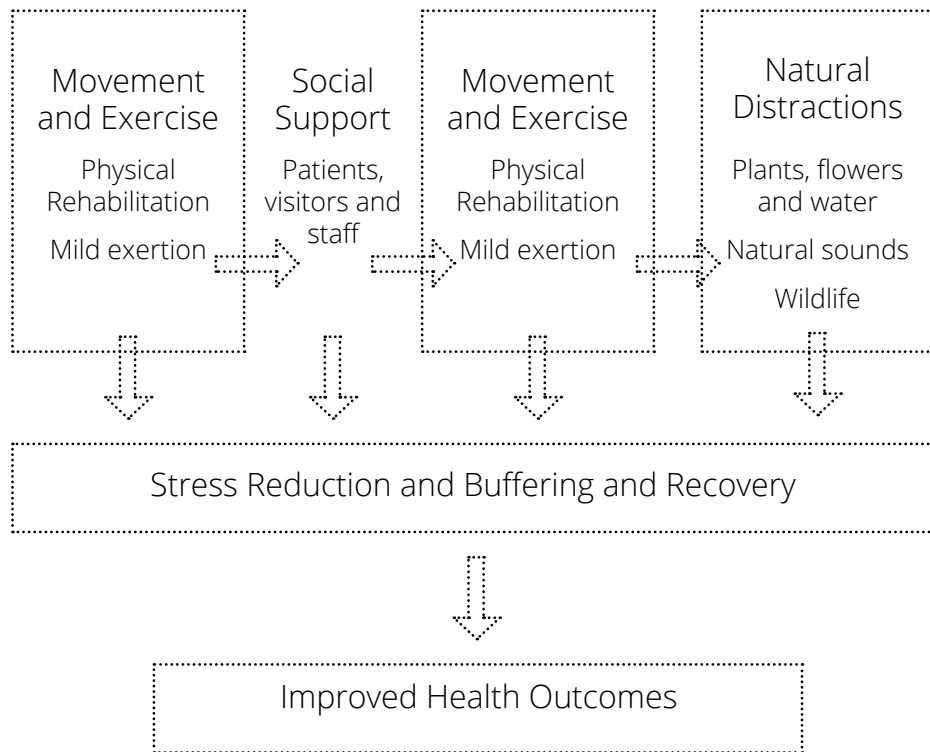 Movement
and Exercise
Physical
Rehabilitation
Mild exertion
Social
Support
Patients,
visitors and
staff
Movement
and Exercise
Physical
Rehabilitation
Mild exertion
Natural
Distractions
Plants, flowers
and water
Natural sounds
Wildlife
Stress Reduction and Buffering and Recovery
Improved Health Outcomes